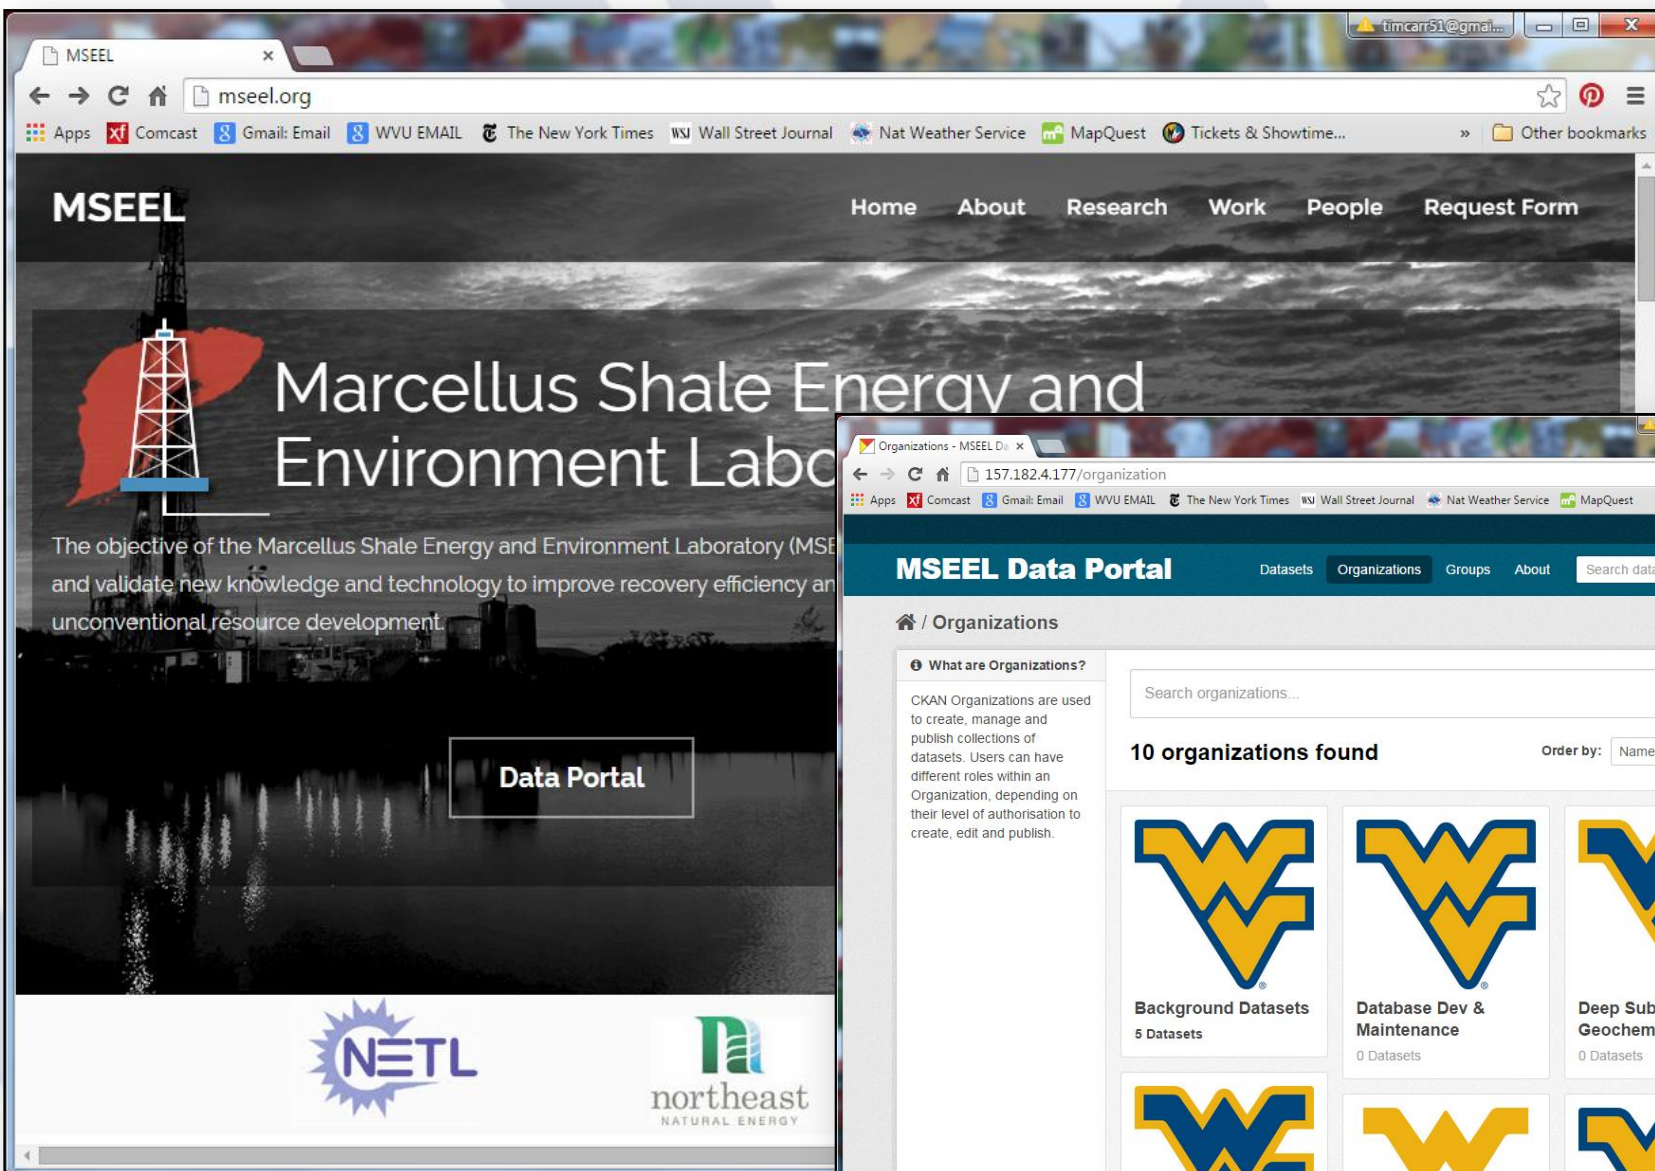 timcarr51@gmai...
MSEEL
mseel.org
Apps Comcast Gmail: Email WVU EMAIL The New York Times WSJ Wall Street Journal Nat Weather Service MapQuest Tickets & Showtime... » Other bookmarks
MSEEL Home About Research Work People Request Form
Marcellus Shale Energy and
Environment Labo
The objective of the Marcellus Shale Energy and Environment Laboratory (MSE
and validate new knowledge and technology to improve recovery efficiency an
unconventional resource development.
Data Portal
NETL
northeast
NATURAL ENERGY
Organizations - MSEEL Da
157.182.4.177/organization
Apps Comcast Gmail: Email WVU EMAIL The New York Times WSJ Wall Street Journal Nat Weather Service MapQuest
MSEEL Data Portal Datasets Organizations Groups About Search data
/ Organizations
What are Organizations?
CKAN Organizations are used
to create, manage and
publish collections of
datasets. Users can have
different roles within an
Organization, depending on
their level of authorisation to
create, edit and publish.
Search organizations...
10 organizations found Order by: Name
Background Datasets
5 Datasets
Database Dev &
Maintenance
0 Datasets
Deep Sub
Geochem
0 Datasets